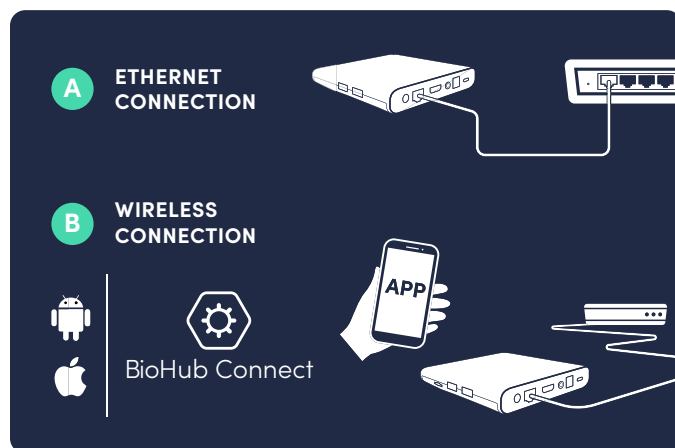 A
ETHERNET
CONNECTION
B
WIRELESS
CONNECTION
APP
BioHub Connect